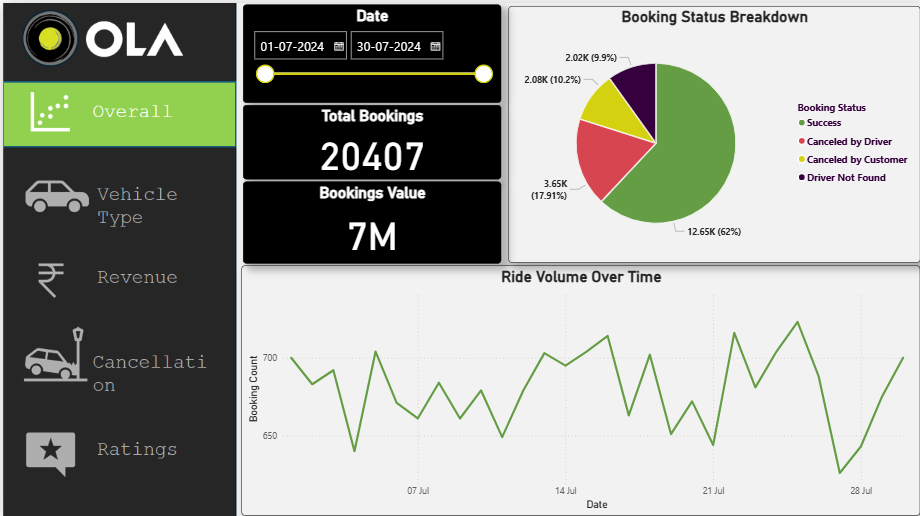 OLA
Overall
Vehicle
Type
Revenue
Cancellati
on
Ratings
Date
01-07-2024
30-07-2024
Total Bookings
20407
Bookings Value
7M
Booking Status Breakdown
2.02K (9.9%)
2.08K (10.2%)
3.65K
(17.91%)
12.65K (62%)
Booking Status
Success
Canceled by Driver
Canceled by Customer
Driver Not Found
Ride Volume Over Time
Booking Count
700
650
07 Jul
14 Jul
21 Jul
28 Jul
Date